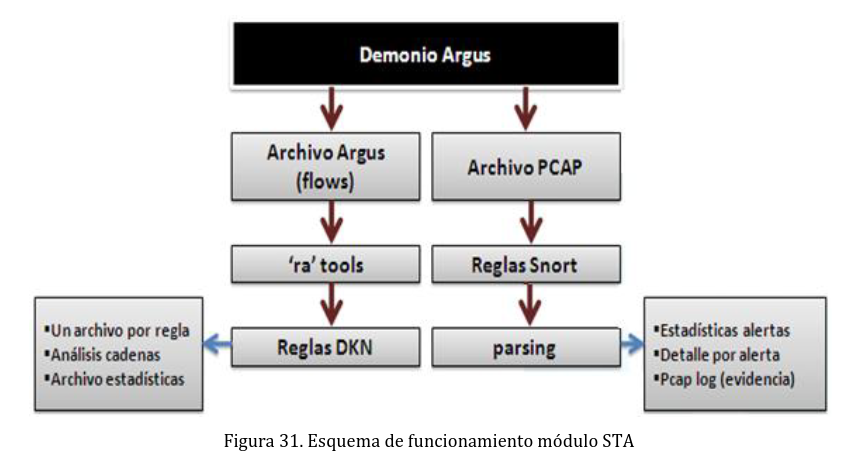 Demonio Argus
Archivo Argus
(flows)
Archivo PCAP
‘ra’ tools
Reglas Snort
▪Un archivo por regla
▪Análisis cadenas
▪Archivo estadísticas
Reglas DKN
parsing
▪Estadísticas alertas
▪Detalle por alerta
▪Pcap log (evidencia)
Figura 31. Esquema de funcionamiento módulo STA